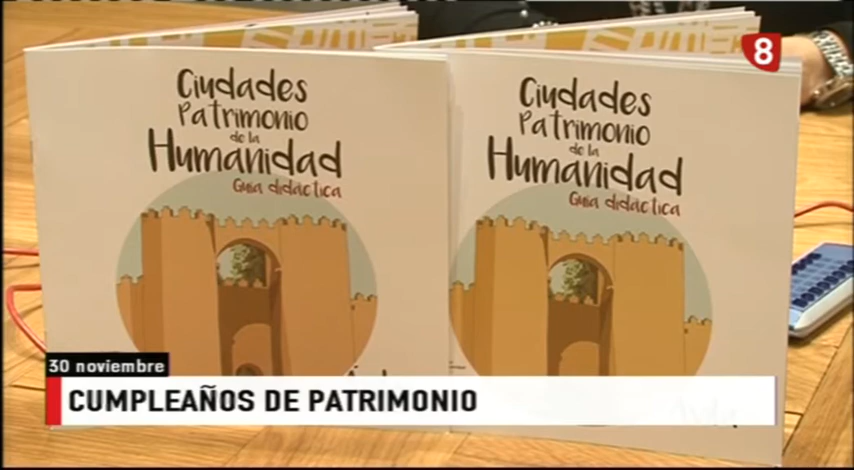 8
Ciudades
Patrimonio
de la
Humanidad
Guía didáctica
Ciudades
Patrimonio
de la
Humanidad
Guía didáctica
30 noviembre
CUMPLEAÑOS DE PATRIMONIO